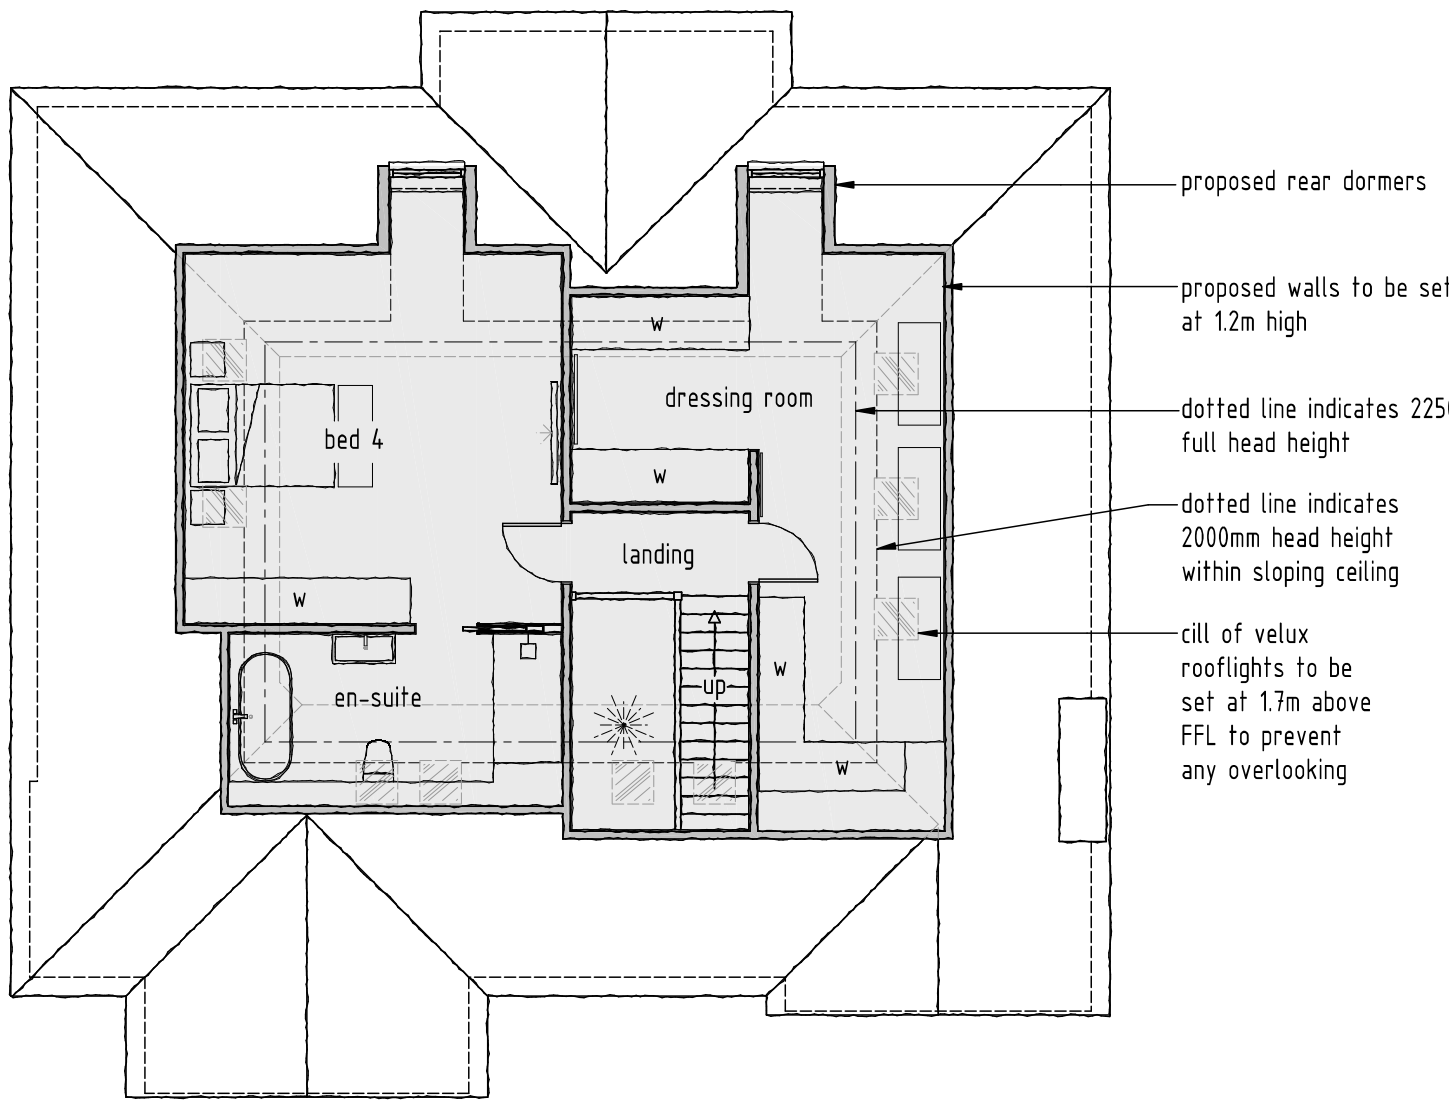 proposed rear dormers
proposed walls to be set
at 1.2m high
W
dressing room
dotted line indicates 225
full head height
bed 4
W
dotted line indicates
2000mm head height
within sloping ceiling
landing
W
cill of velux
rooflights to be
set at 1.7m above
FFL to prevent
any overlooking
W
up
en-suite
W